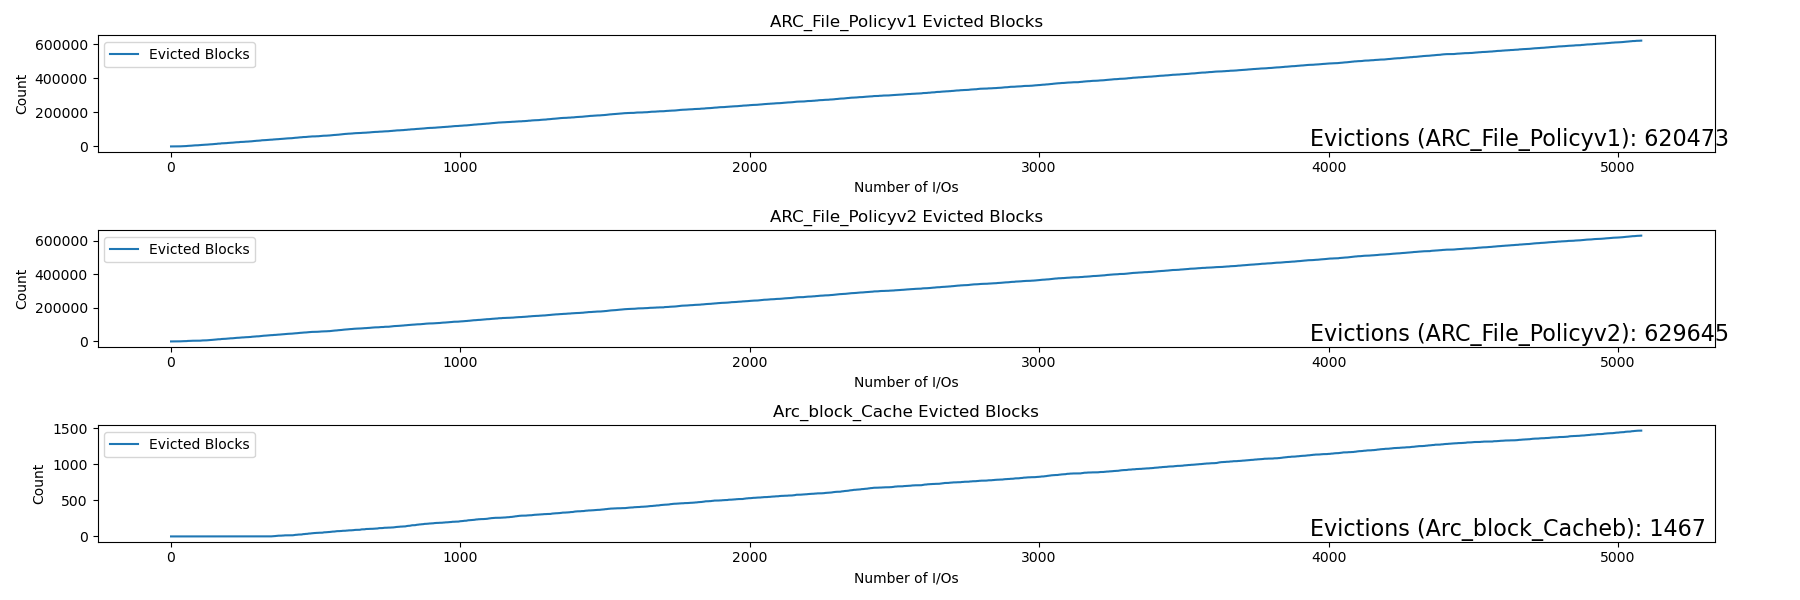 ARC_File_Policyv1 Evicted Blocks
Evicted Blocks
600000
400000
200000
0
Count
Evictions (ARC_File_Policyv1): 620473
0 1000 2000 3000 4000 5000
Number of I/Os
ARC_File_Policyv2 Evicted Blocks
Evicted Blocks
600000
400000
200000
0
Count
Evictions (ARC_File_Policyv2): 629645
0 1000 2000 3000 4000 5000
Number of I/Os
Arc_block_Cache Evicted Blocks
Evicted Blocks
1500
1000
500
0
Count
Evictions (Arc_block_Cacheb): 1467
0 1000 2000 3000 4000 5000
Number of I/Os